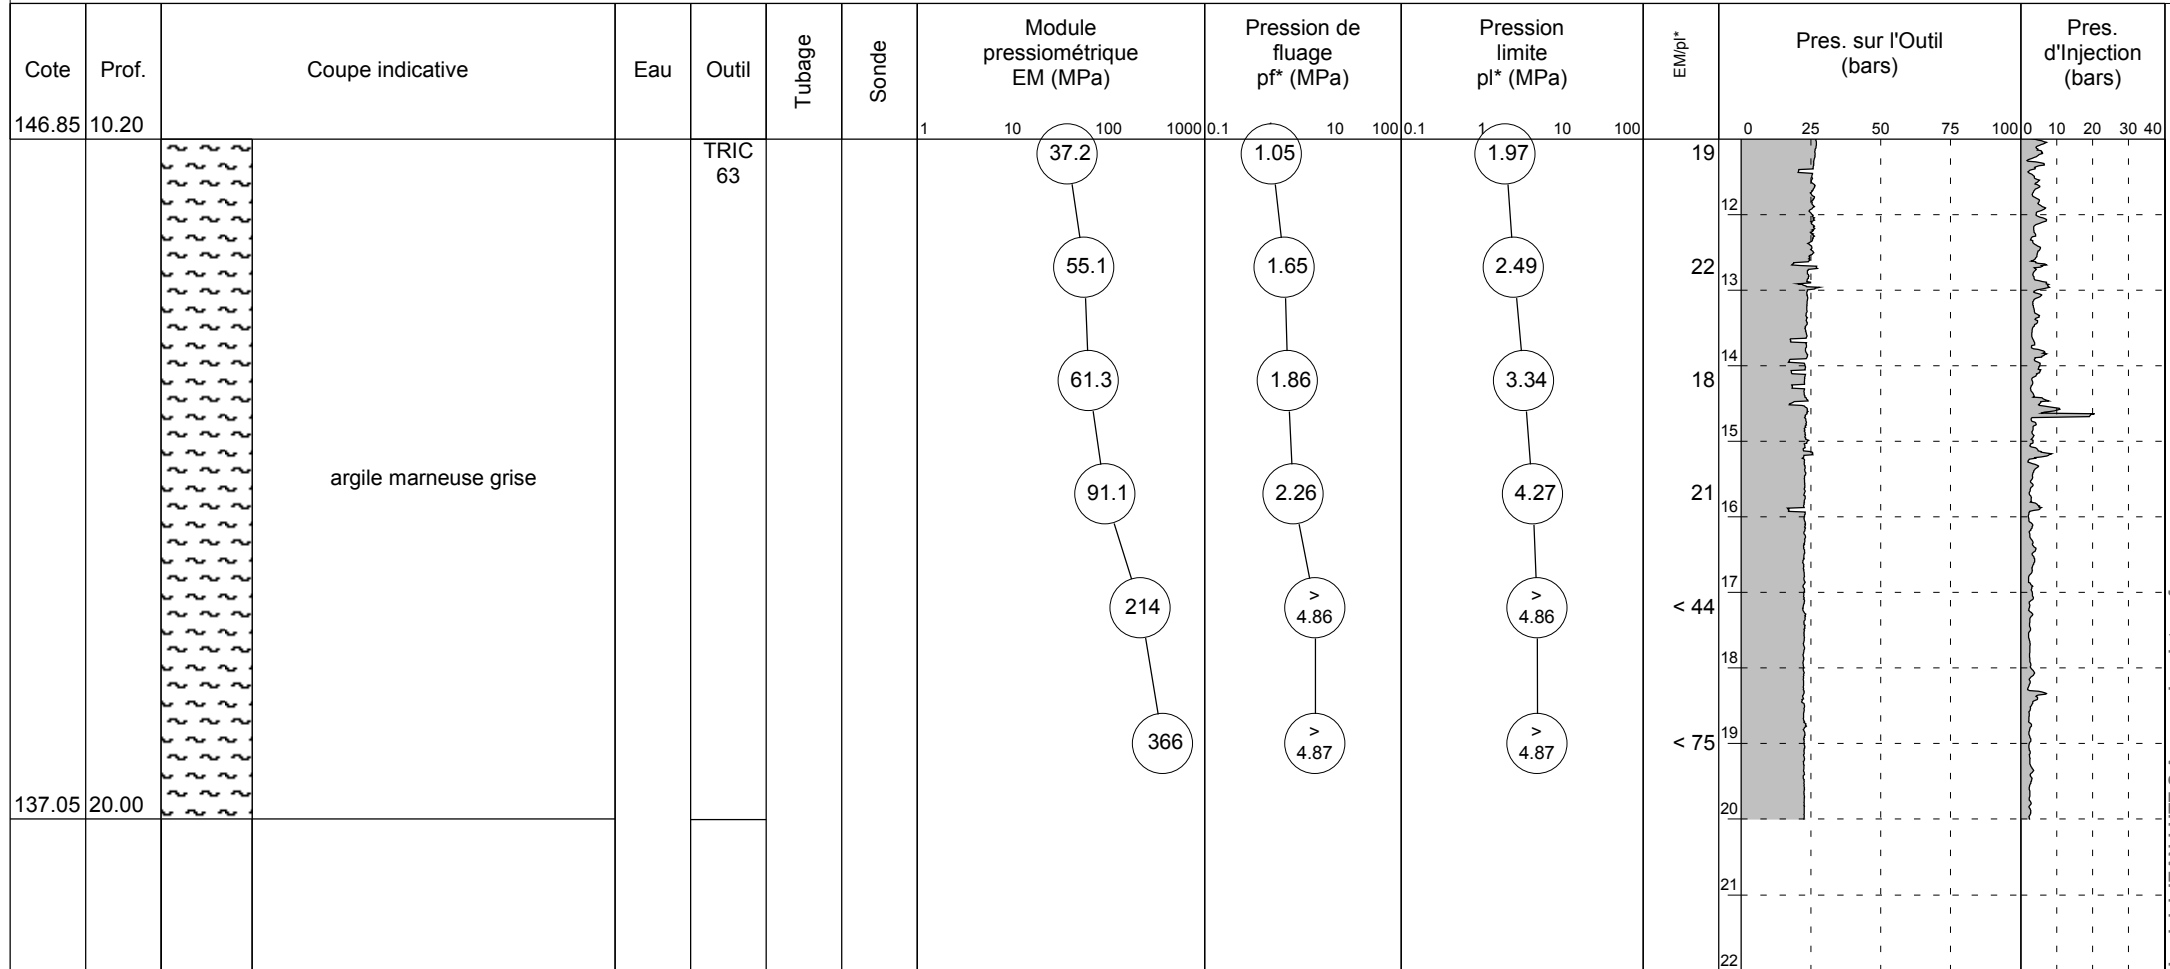 Cote
Prof.
Coupe indicative
Eau
Outil
Tubage
Sonde
Module
pressiométrique
EM (MPa)
Pression de
fluage
pf* (MPa)
Pression
limite
pl* (MPa)
EM/pl*
Pres. sur l'Outil
(bars)
Pres.
d'Injection
(bars)
146.85 10.20
1 10 100 1000
0.1 10 100
0.1 1 10 100
0 25 50 75 100
0 10 20 30 40
TRIC
63
37.2 1.05 1.97 19
12
55.1 1.65 2.49 22
13
14
61.3 1.86 3.34 18
15
argile marneuse grise
91.1 2.26 4.27 21
16
17
214 > 4.86 > 4.86 < 44
18
19
366 > 4.87 > 4.87 < 75
137.05 20.00
20
21
22